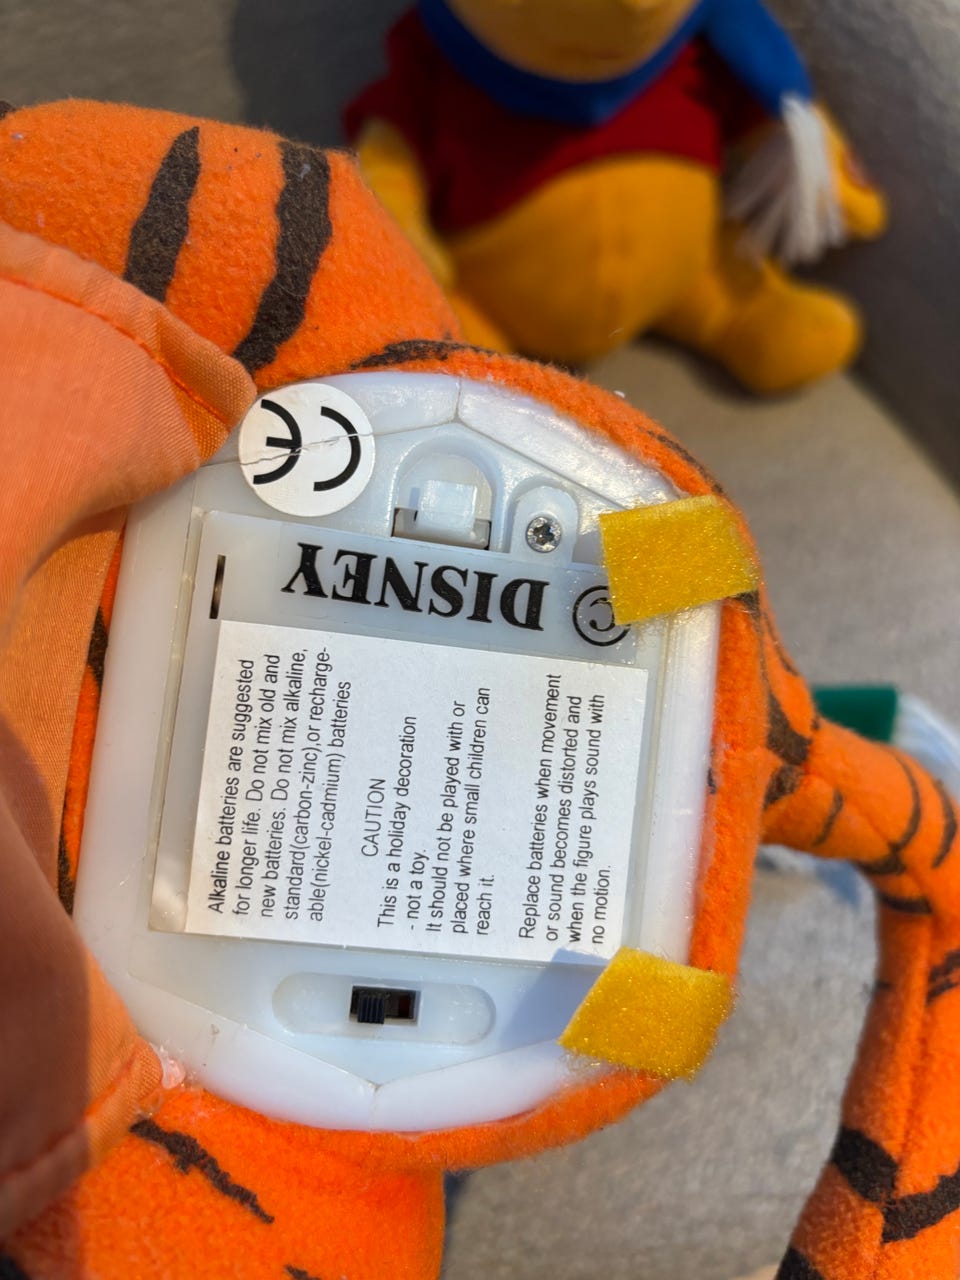 CE
© DISNEY
Alkaline batteries are suggested
for longer life. Do not mix old and
new batteries. Do not mix alkaline,
standard(carbon-zinc),or recharge-
able(nickel-cadmium) batteries
CAUTION
This is a holiday decoration
- not a toy.
It should not be played with or
placed where small children can
reach it.
Replace batteries when movement
or sound becomes distorted and
when the figure plays sound with
no motion.